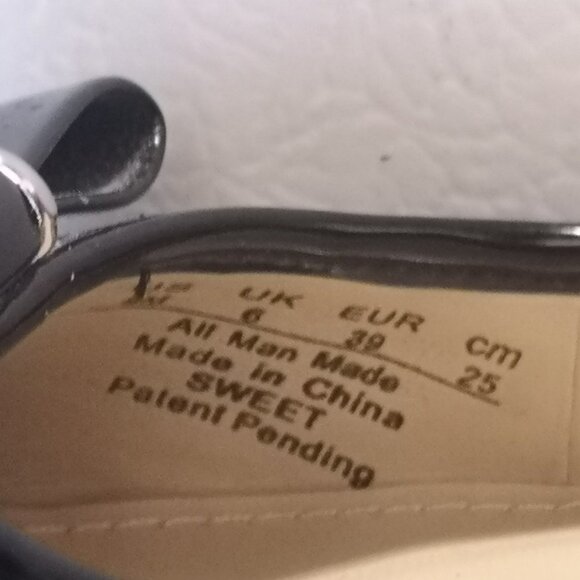 UK EUR cm
6 39 25
All Man Made
Made in China
SWEET
Patent Pending